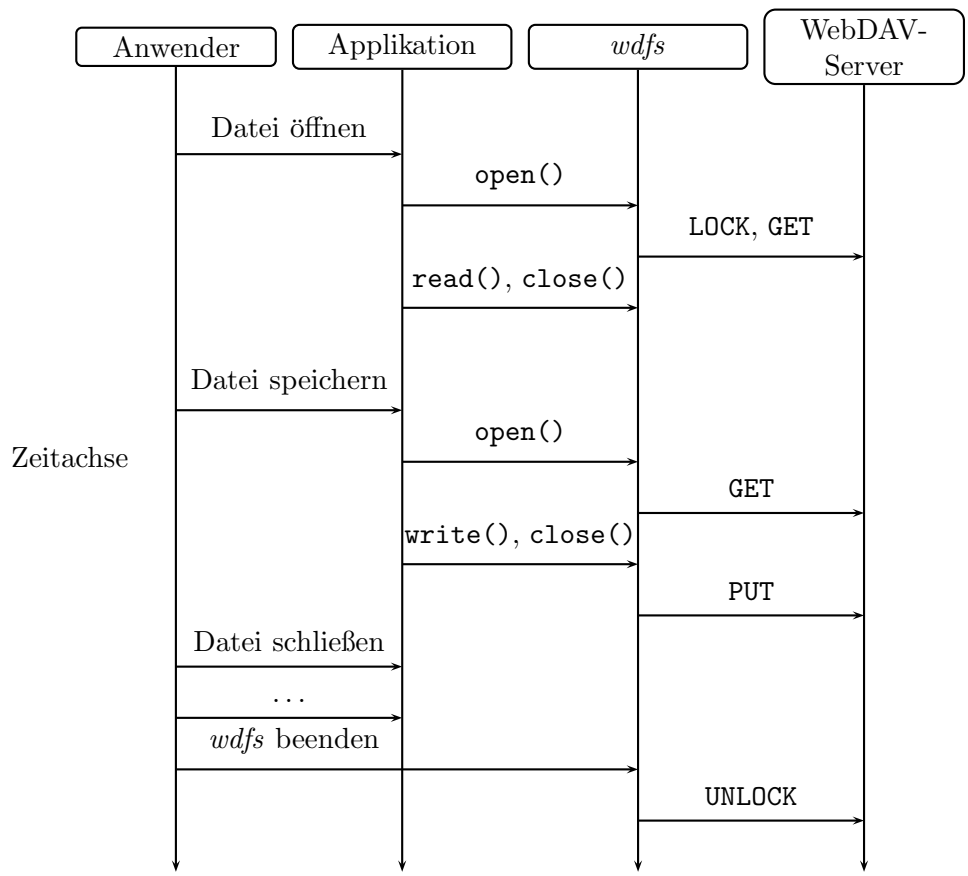 Anwender
Applikation
wdfs
WebDAV-
Server
Datei öffnen
open()
LOCK, GET
read(), close()
Datei speichern
open()
Zeitachse
GET
write(), close()
PUT
Datei schließen
...
wdfs beenden
UNLOCK